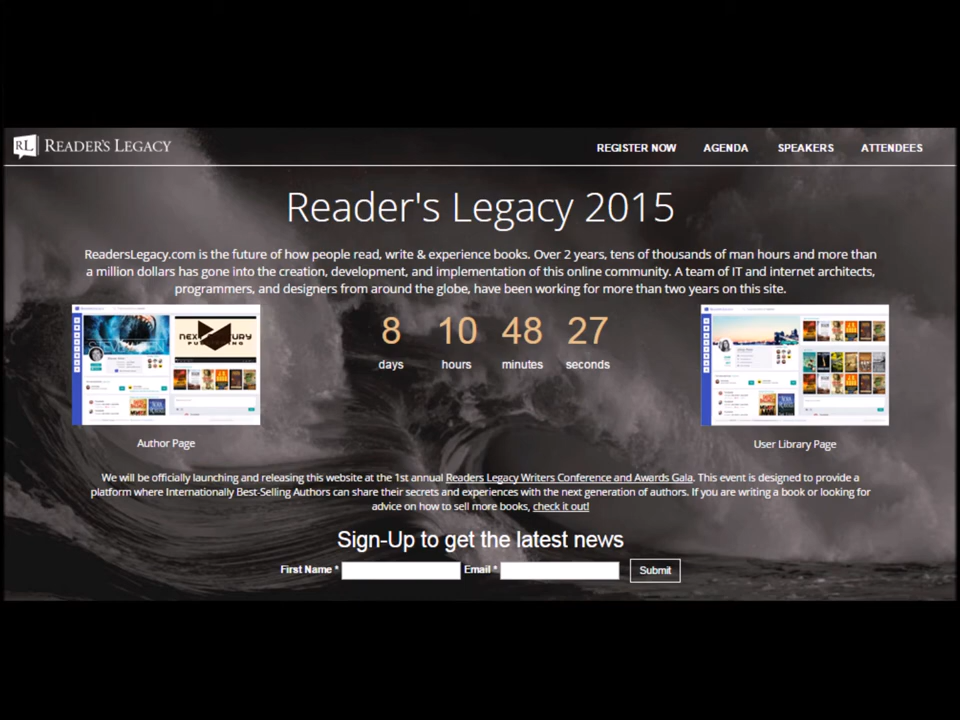 RL READER'S LEGACY
REGISTER NOW AGENDA SPEAKERS ATTENDEES
Reader's Legacy 2015
ReadersLegacy.com is the future of how people read, write & experience books. Over 2 years, tens of thousands of man hours and more than
a million dollars has gone into the creation, development, and implementation of this online community. A team of IT and internet architects,
programmers, and designers from around the globe, have been working for more than two years on this site.
8 10 48 27
days hours minutes seconds
Author Page
User Library Page
We will be officially launching and releasing this website at the 1st annual Readers Legacy Writers Conference and Awards Gala. This event is designed to provide a
platform where Internationally Best-Selling Authors can share their secrets and experiences with the next generation of authors. If you are writing a book or looking for
advice on how to sell more books, check it out!
Sign-Up to get the latest news
First Name * Email * Submit